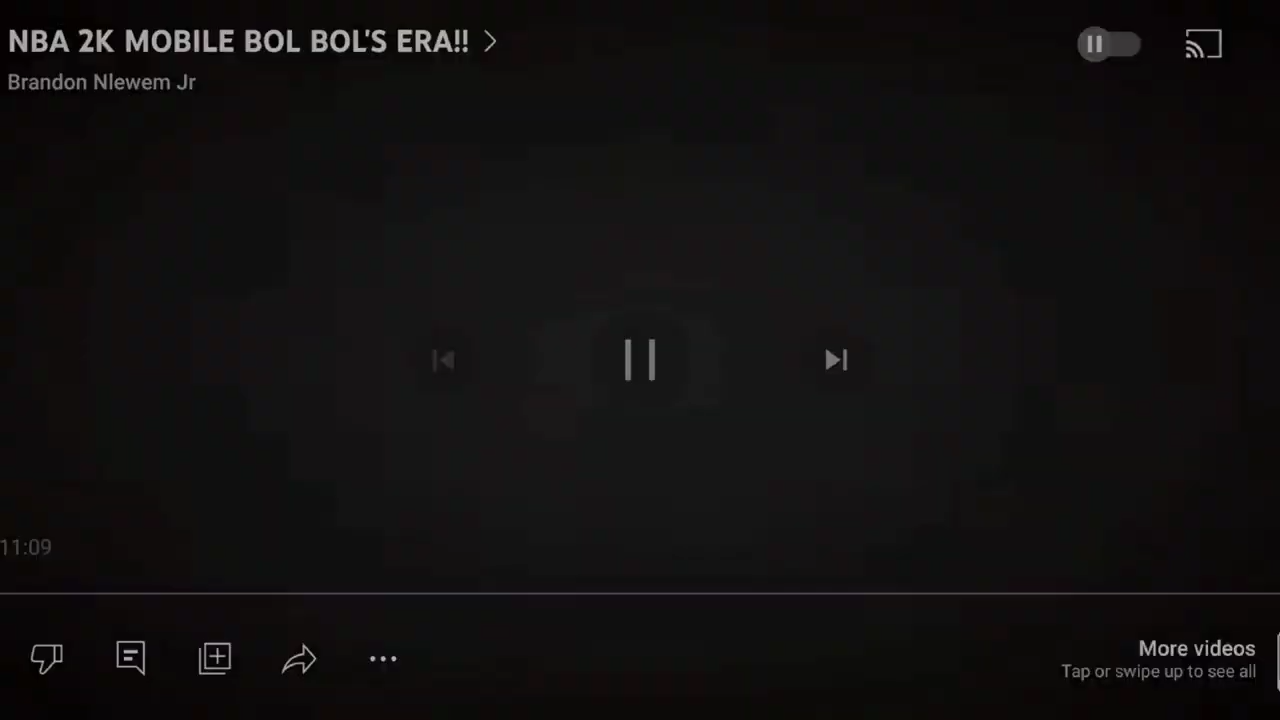 NBA 2K MOBILE BOL BOL'S ERA!!
Brandon Nlewem Jr
11:09
More videos
Tap or swipe up to see all